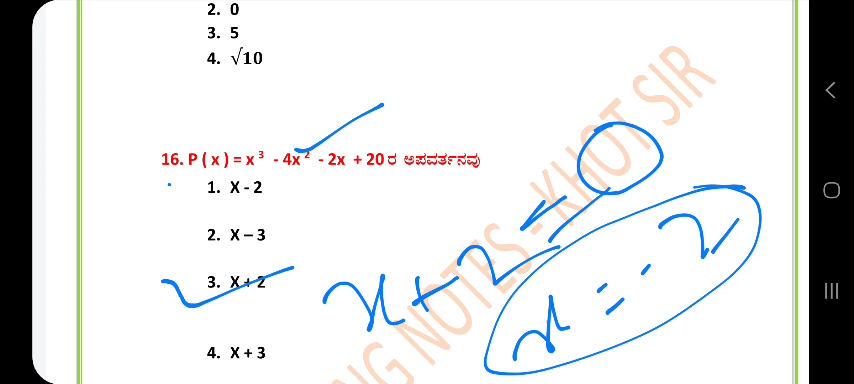 2. 0
3. 5
4. √10
16. P ( x ) = x³ - 4x² - 2x + 20 ರ ಅಪವರ್ತನವು
1. X - 2
2. X – 3
3. X + 2
x + 2 =
x = - 2
4. X + 3
NG NOTES - KHOT SIR